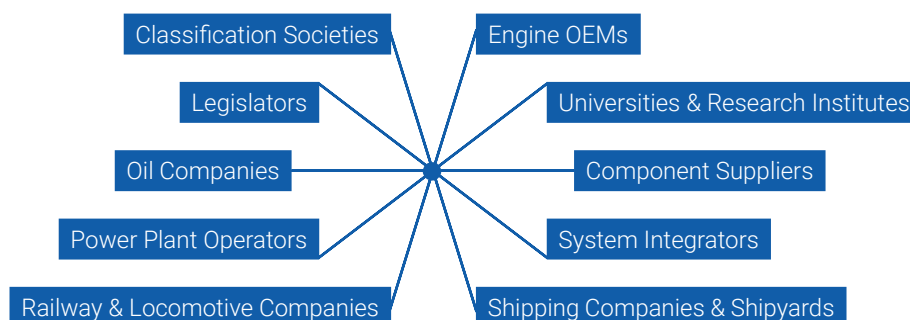 Classification Societies
Engine OEMs
Legislators
Universities & Research Institutes
Oil Companies
Component Suppliers
Power Plant Operators
System Integrators
Railway & Locomotive Companies
Shipping Companies & Shipyards